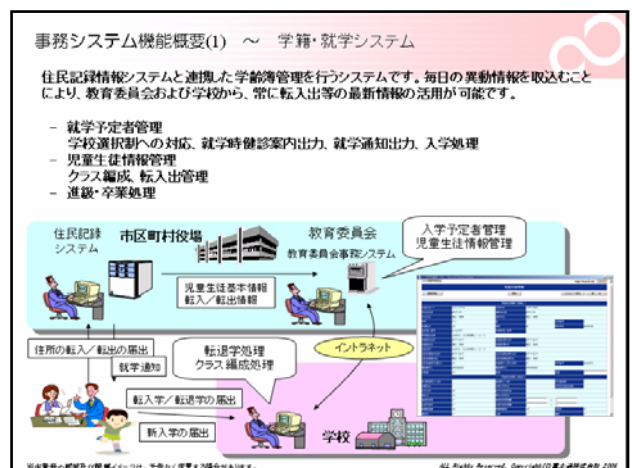 事務システム機能概要(1) ～ 学籍・就学システム
住民記録情報システムと連携した学齢簿管理を行うシステムです。毎日の異動情報を取込むこと
により、教育委員会および学校から、常に転入出等の最新情報の活用が可能です。
– 就学予定者管理
学校選択制への対応、就学時健診案内出力、就学通知出力、入学処理
– 児童生徒情報管理
クラス編成、転入出管理
– 進級・卒業処理
住民記録
システム
市区町村役場
教育委員会
教育委員会事務システム
入学予定者管理
児童生徒情報管理
児童生徒基本情報
転入／転出情報
住所の転入／転出の届出
就学通知
転退学処理
クラス編成処理
イントラネット
転入学／転退学の届出
新入学の届出
学校
ALL Rights Reserved, Copyright(C)富士通株式会社 2006